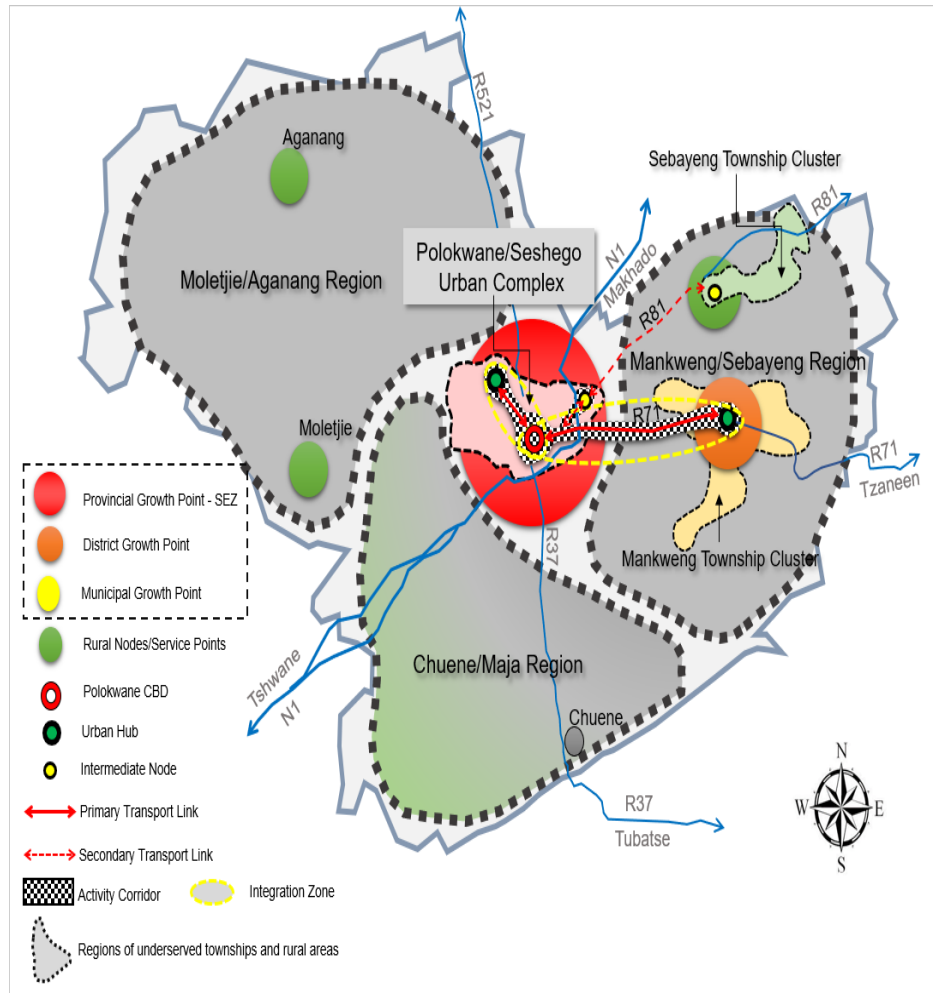 R521
Aganang
Sebayeng Township Cluster
R81
Polokwane/Seshego
Urban Complex
N1
Makhado
Moletjie/Aganang Region
R81
Mankweng/Sebayeng Region
R71
Moletjie
R71
Tzaneen
Mankweng Township Cluster
R37
Tshwane
N1
Chuene/Maja Region
Chuene
R37
Tubatse
N
W
E
S
Provincial Growth Point - SEZ
District Growth Point
Municipal Growth Point
Rural Nodes/Service Points
Polokwane CBD
Urban Hub
Intermediate Node
Primary Transport Link
Secondary Transport Link
Activity Corridor
Integration Zone
Regions of underserved townships and rural areas